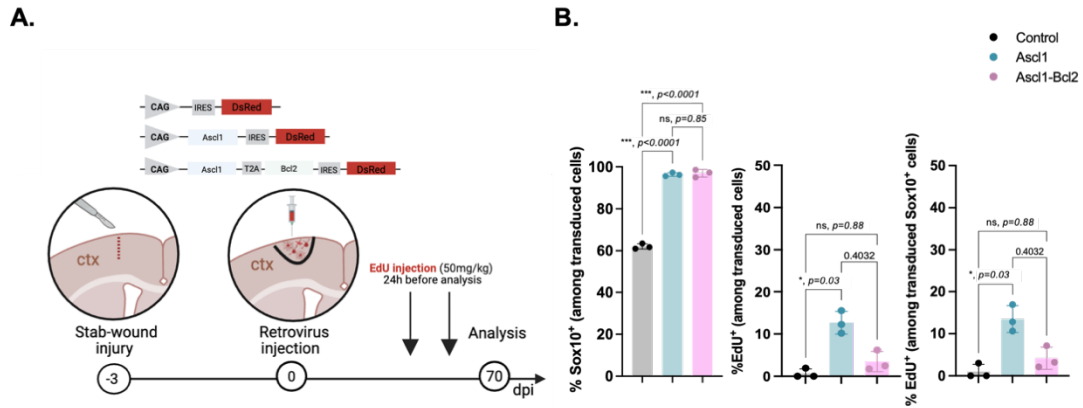 A.
CAG IRES DsRed
CAG Ascl1 IRES DsRed
CAG Ascl1 T2A Bcl2 IRES DsRed
ctx
ctx
EdU injection (50mg/kg)
24h before analysis
Stab-wound
injury
Retrovirus
injection
Analysis
-3
0
70
dpi
B.
Control
Ascl1
Ascl1-Bcl2
% Sox10⁺ (among transduced cells)
100
80
60
40
20
0
***, p<0.0001
ns, p=0.85
***, p<0.0001
%EdU⁺ (among transduced cells)
50
40
30
20
10
0
ns, p=0.88
0.4032
*, p=0.03
% EdU⁺ (among transduced Sox10⁺ cells)
50
40
30
20
10
0
ns, p=0.88
0.4032
*, p=0.03